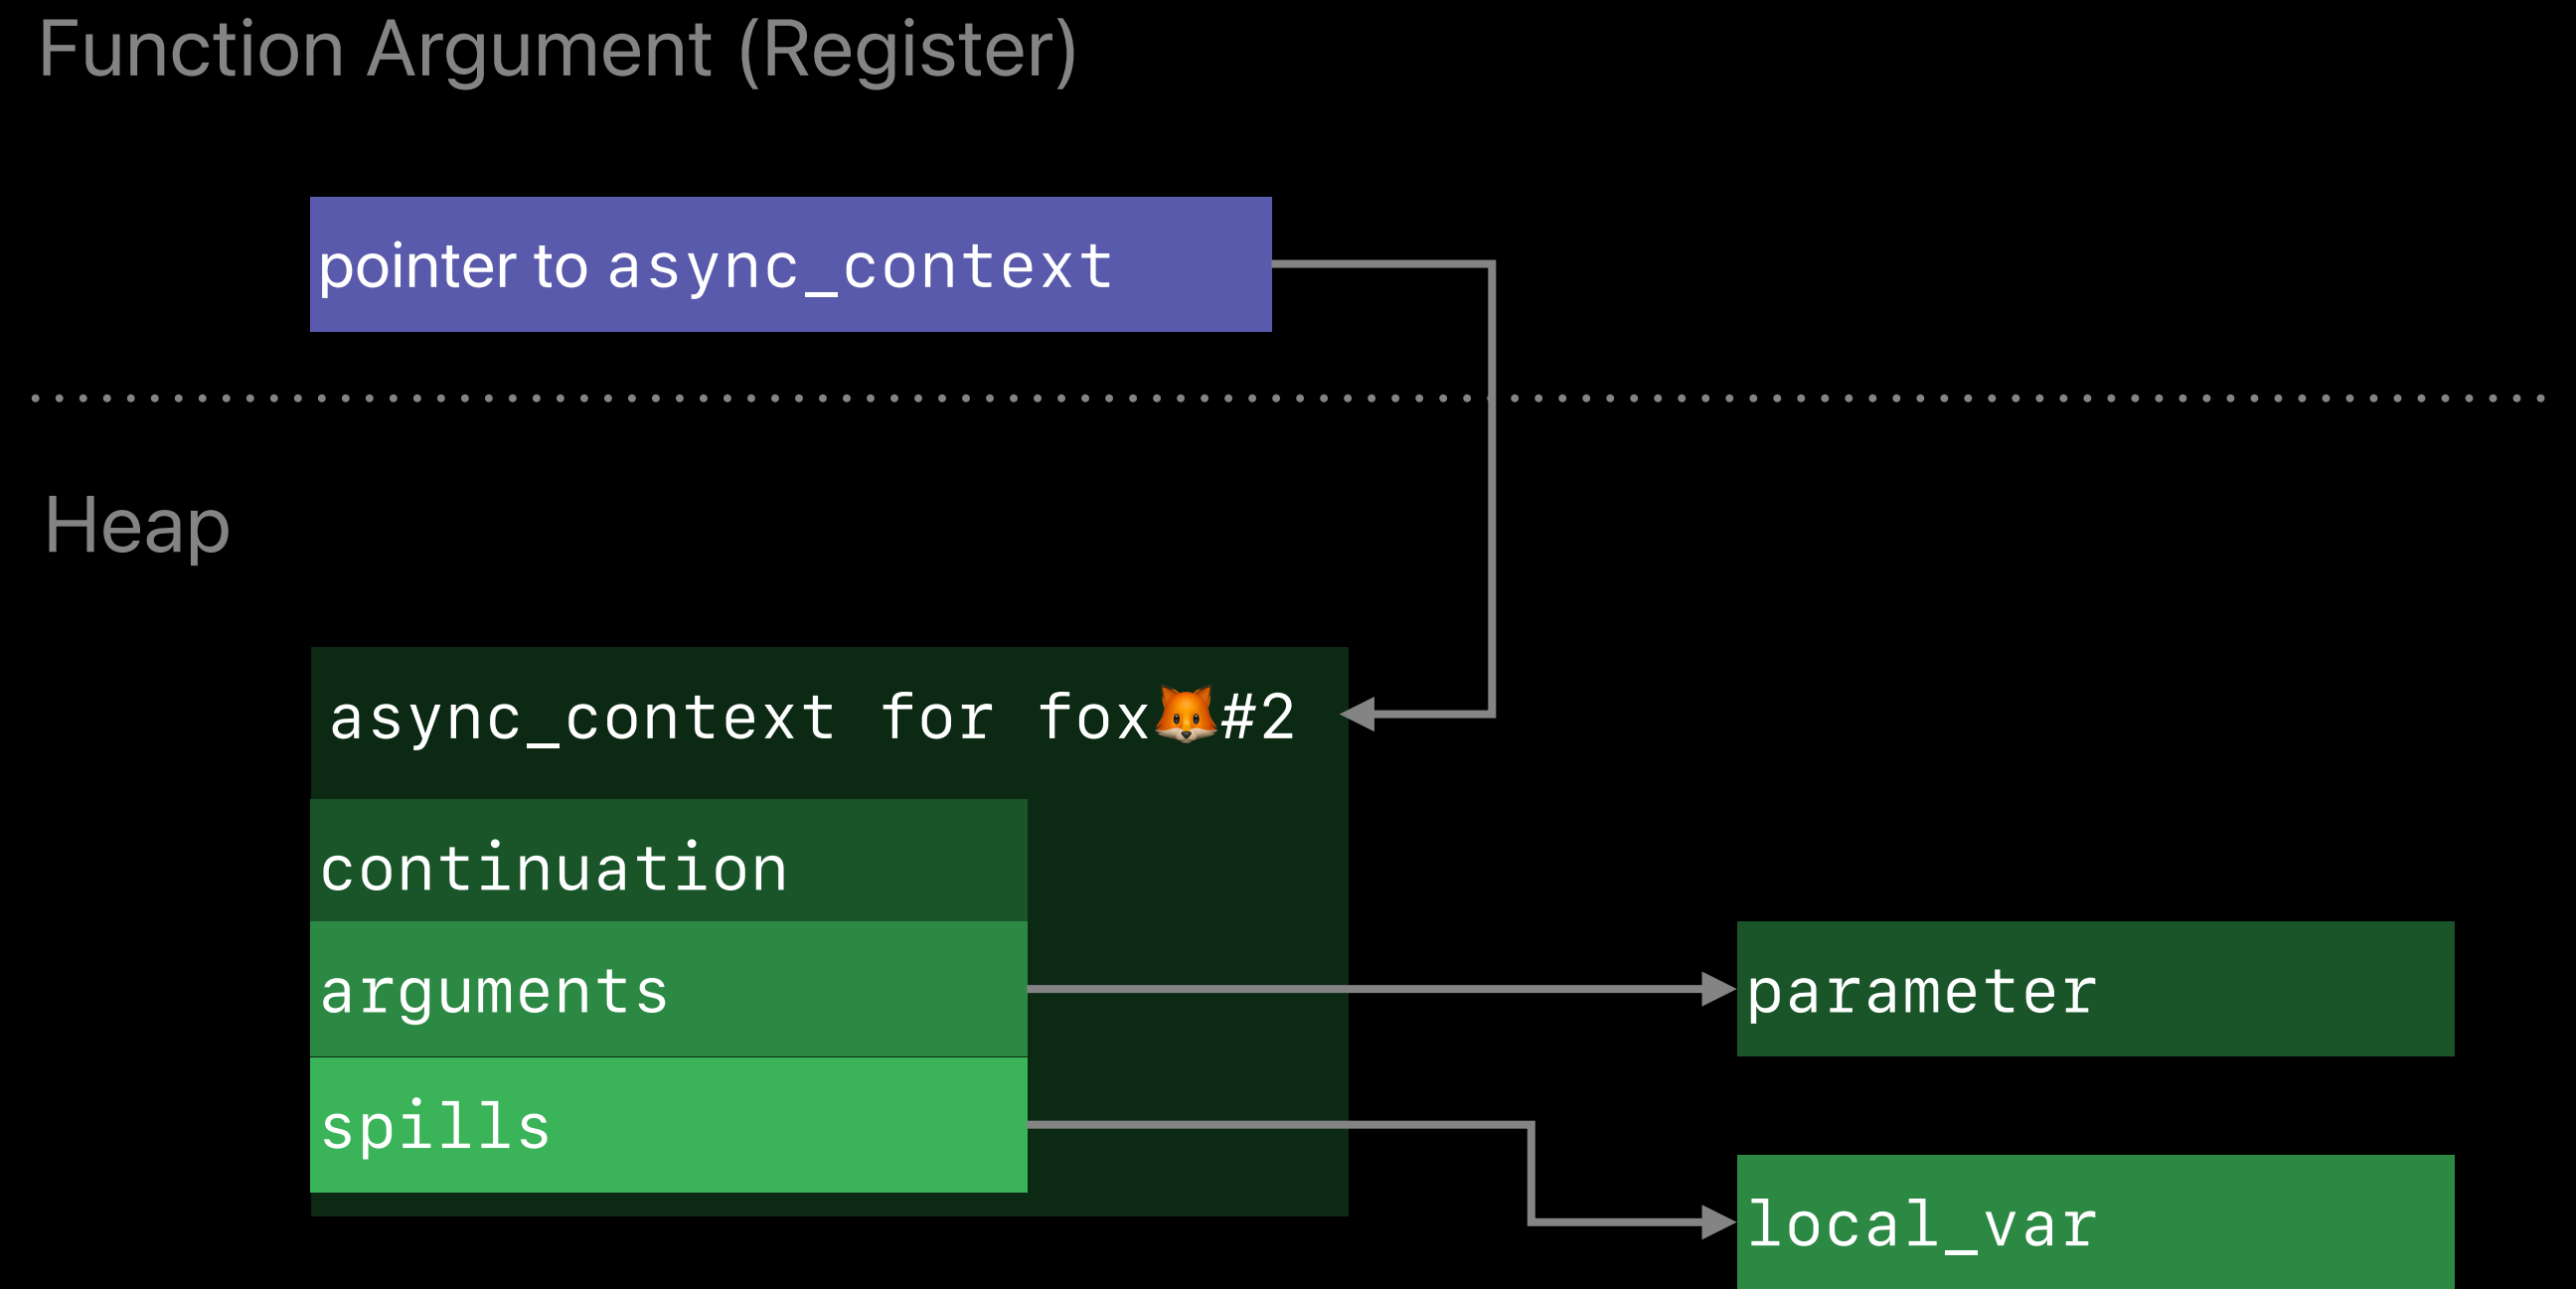 Function Argument (Register)
pointer to async_context
Heap
async_context for fox🦊#2
continuation
arguments
parameter
spills
local_var